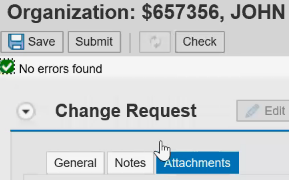 Organization: $657356, JOHN
Save Submit Check
No errors found
Change Request Edit
General Notes Attachments